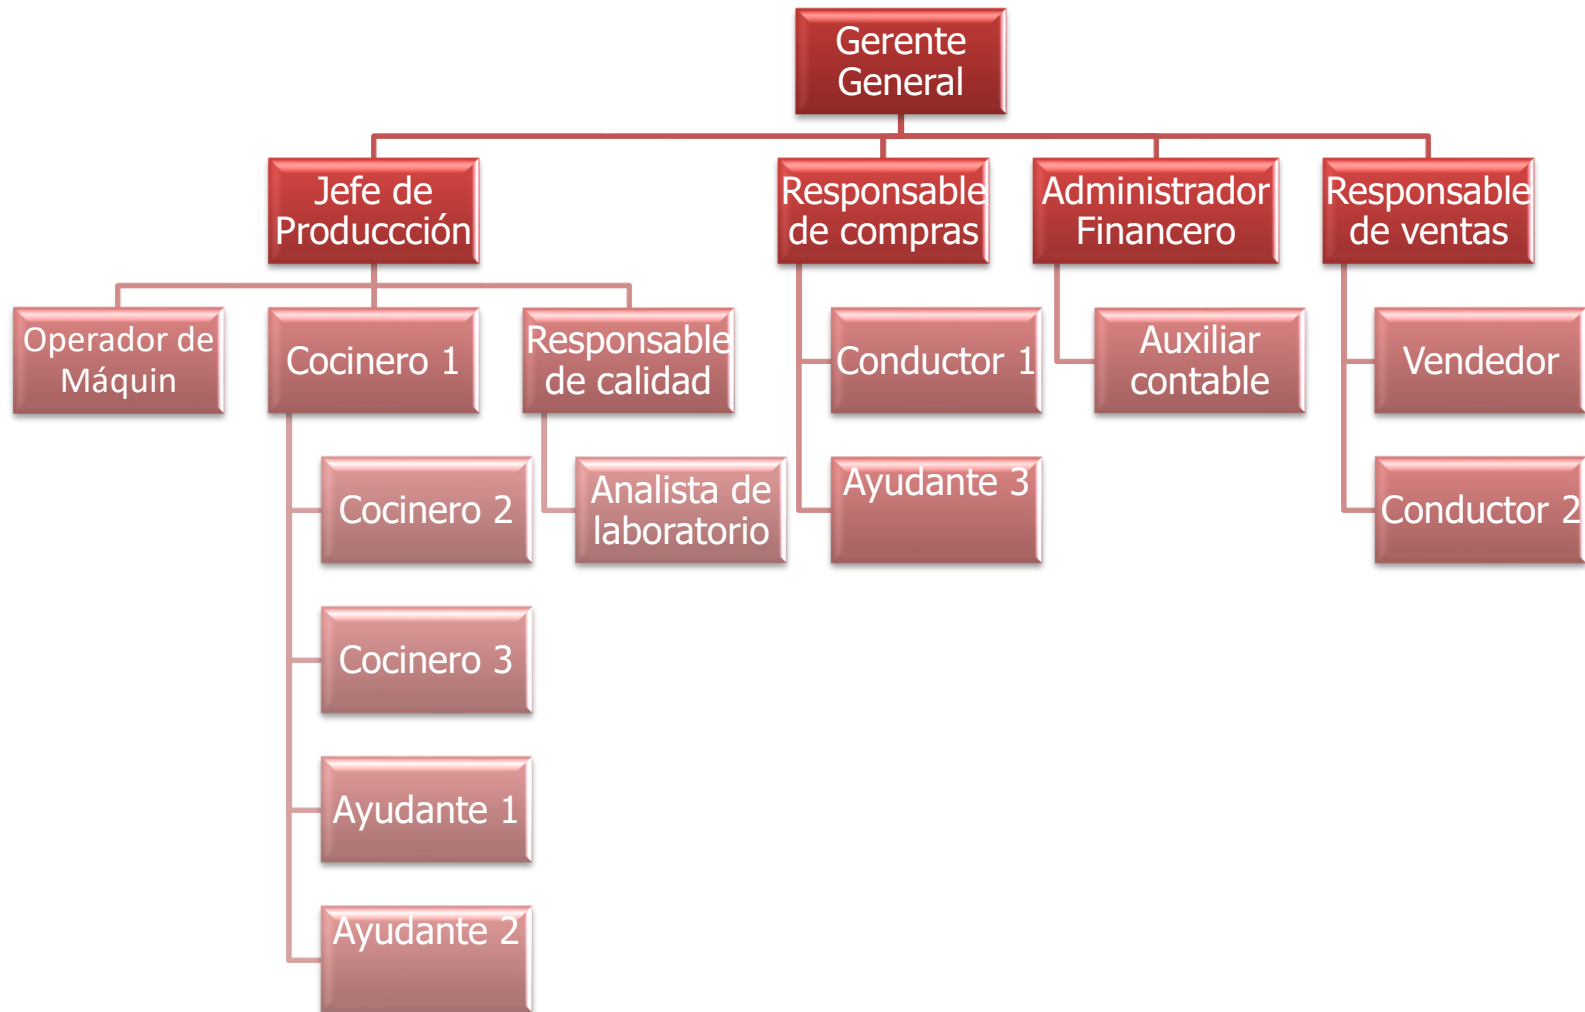 Gerente
General
Jefe de
Produccción
Responsable
de compras
Administrador
Financero
Responsable
de ventas
Operador de
Máquin
Cocinero 1
Responsable
de calidad
Conductor 1
Auxiliar
contable
Vendedor
Cocinero 2
Analista de
laboratorio
Ayudante 3
Conductor 2
Cocinero 3
Ayudante 1
Ayudante 2